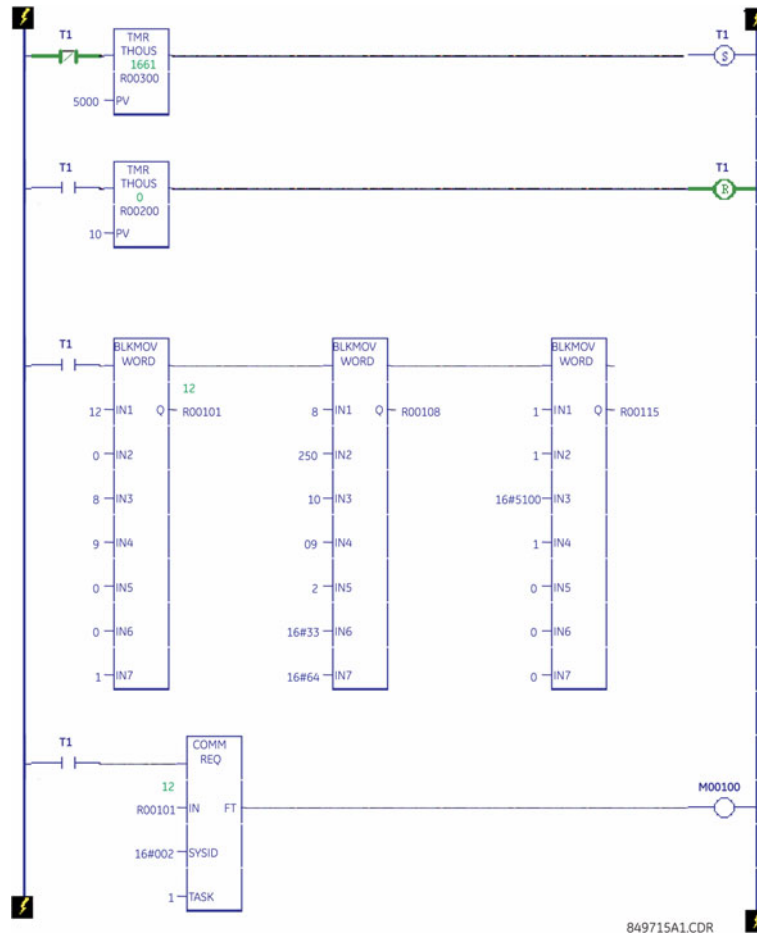 T1
TMR
THOUS
1661
R00300
5000 PV
T1
S
T1
TMR
THOUS
0
R00200
10 PV
T1
R
T1
BLKMOV
WORD
12
12 IN1 Q R00101
0 IN2
8 IN3
9 IN4
0 IN5
0 IN6
1 IN7
BLKMOV
WORD
8 IN1 Q R00108
250 IN2
10 IN3
09 IN4
2 IN5
16#33 IN6
16#64 IN7
BLKMOV
WORD
1 IN1 Q R00115
1 IN2
16#5100 IN3
1 IN4
0 IN5
0 IN6
0 IN7
T1
COMM
REQ
12
R00101 IN FT
16#002 SYSID
1 TASK
M00100
849715A1.CDR